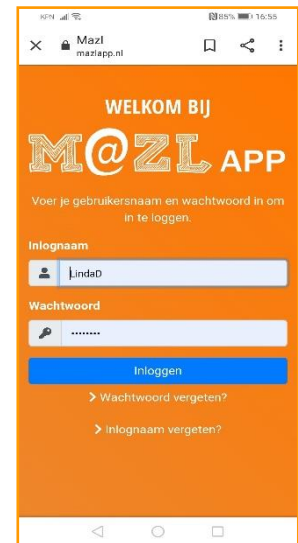 KPN 85% 16:55
Mazl
mazlapp.nl
WELKOM BIJ
M@ZL APP
Voer je gebruikersnaam en wachtwoord in om
in te loggen.
Inlognaam
LindaD
Wachtwoord
........
Inloggen
Wachtwoord vergeten?
Inlognaam vergeten?